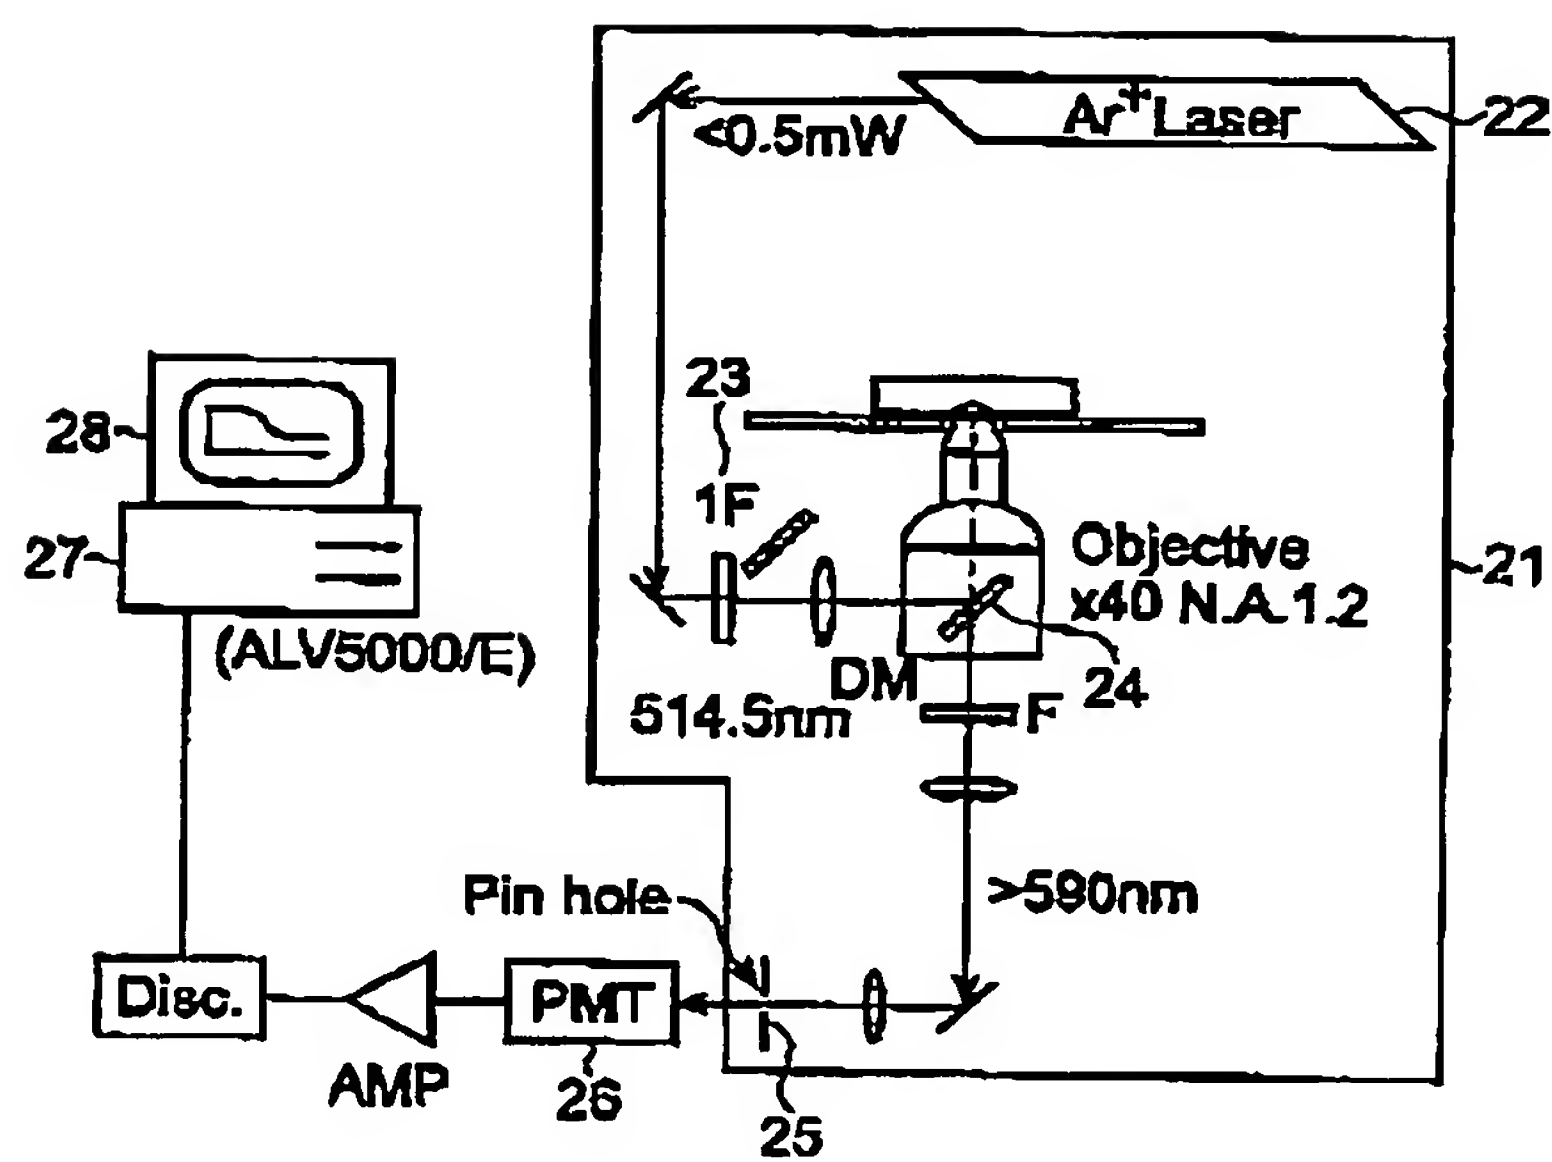 Ar+ Laser
22
<0.5mW
23
1F
28
27
Objective
x40 N.A.1.2
21
(ALV5000/E)
DM
24
514.5nm
F
Pin hole
>590nm
Disc.
PMT
AMP
26
25